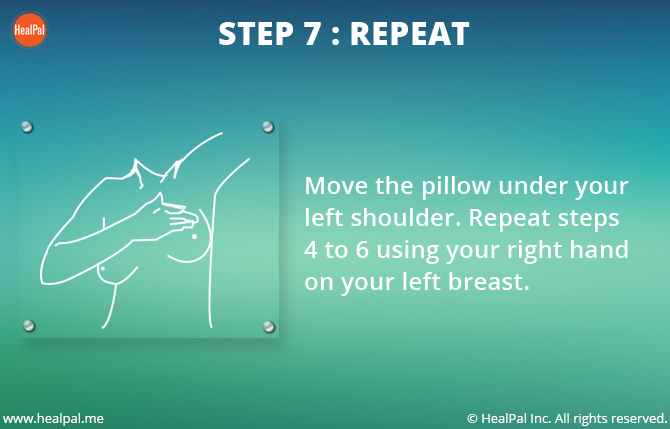 HealPal
STEP 7 : REPEAT
Move the pillow under your
left shoulder. Repeat steps
4 to 6 using your right hand
on your left breast.
www.healpal.me
© HealPal Inc. All rights reserved.